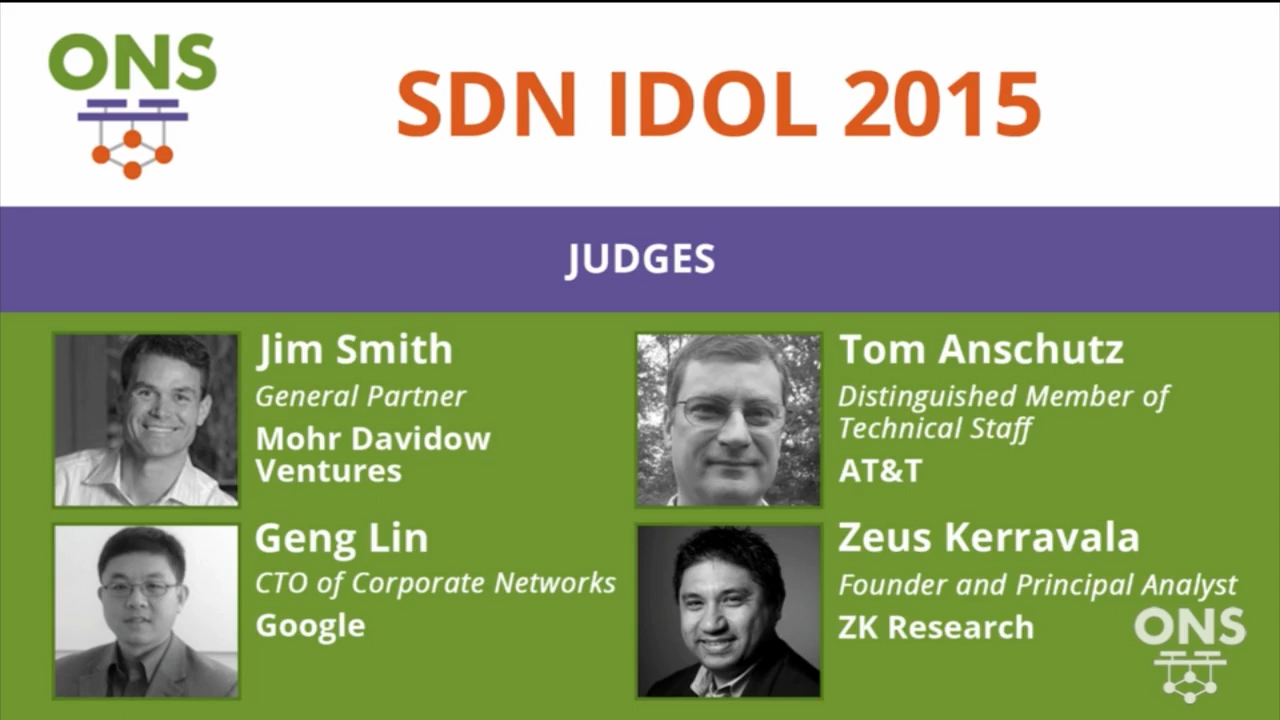 ONS
SDN IDOL 2015
JUDGES
Jim Smith
General Partner
Mohr Davidow
Ventures
Tom Anschutz
Distinguished Member of
Technical Staff
AT&T
Geng Lin
CTO of Corporate Networks
Google
Zeus Kerravala
Founder and Principal Analyst
ZK Research
ONS